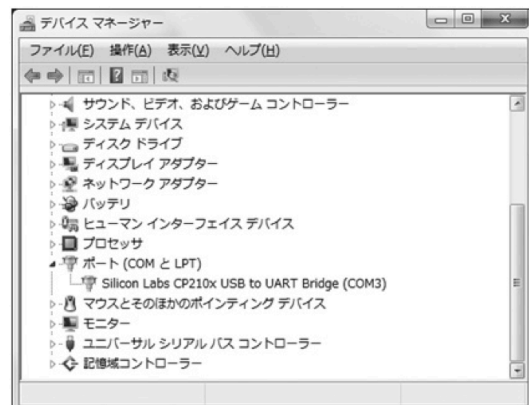 デバイス マネージャー
ファイル(F) 操作(A) 表示(V) ヘルプ(H)
サウンド、ビデオ、およびゲーム コントローラー
システム デバイス
ディスク ドライブ
ディスプレイ アダプター
ネットワーク アダプター
バッテリ
ヒューマン インターフェイス デバイス
プロセッサ
ポート (COM と LPT)
Silicon Labs CP210x USB to UART Bridge (COM3)
マウスとそのほかのポインティング デバイス
モニター
ユニバーサル シリアル バス コントローラー
記憶域コントローラー